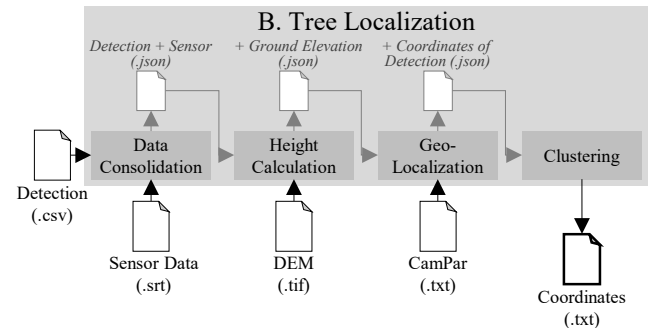 B. Tree Localization
Detection + Sensor
(.json)
+ Ground Elevation
(.json)
+ Coordinates of
Detection (.json)
Data
Consolidation
Height
Calculation
Geo-
Localization
Clustering
Detection
(.csv)
Sensor Data
(.srt)
DEM
(.tif)
CamPar
(.txt)
Coordinates
(.txt)